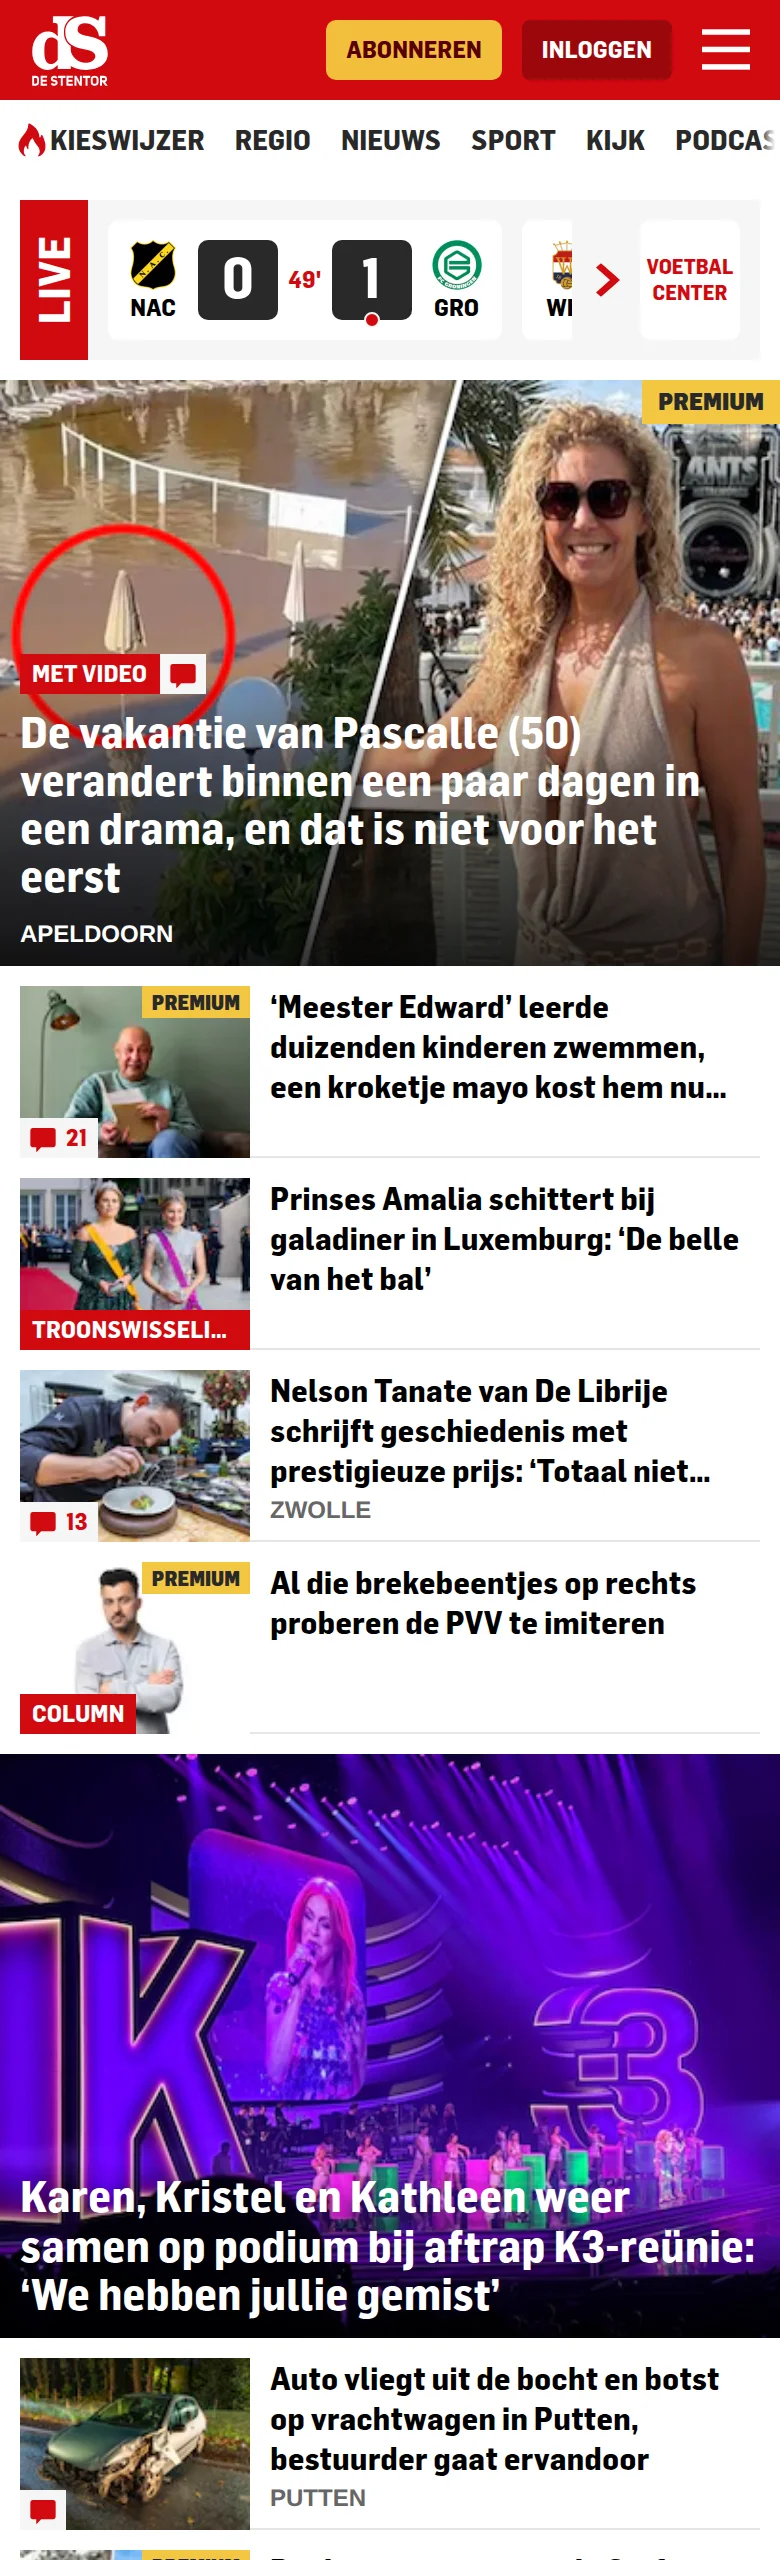 dS
DE STENTOR
ABONNEREN
INLOGGEN
KIESWIJZER
REGIO
NIEUWS
SPORT
KIJK
PODCAS
LIVE
N.A.C.
NAC
0
49'
1
GRO
VOETBAL
CENTER
PREMIUM
ANTS
MET VIDEO
De vakantie van Pascalle (50)
verandert binnen een paar dagen in
een drama, en dat is niet voor het
eerst
APELDOORN
PREMIUM
21
‘Meester Edward’ leerde
duizenden kinderen zwemmen,
een kroketje mayo kost hem nu...
TROONSWISSELI...
Prinses Amalia schittert bij
galadiner in Luxemburg: ‘De belle
van het bal’
13
Nelson Tanate van De Librije
schrijft geschiedenis met
prestigieuze prijs: ‘Totaal niet...
ZWOLLE
PREMIUM
COLUMN
Al die brekebeentjes op rechts
proberen de PVV te imiteren
K
3
Karen, Kristel en Kathleen weer
samen op podium bij aftrap K3-reünie:
‘We hebben jullie gemist’
Auto vliegt uit de bocht en botst
op vrachtwagen in Putten,
bestuurder gaat ervandoor
PUTTEN